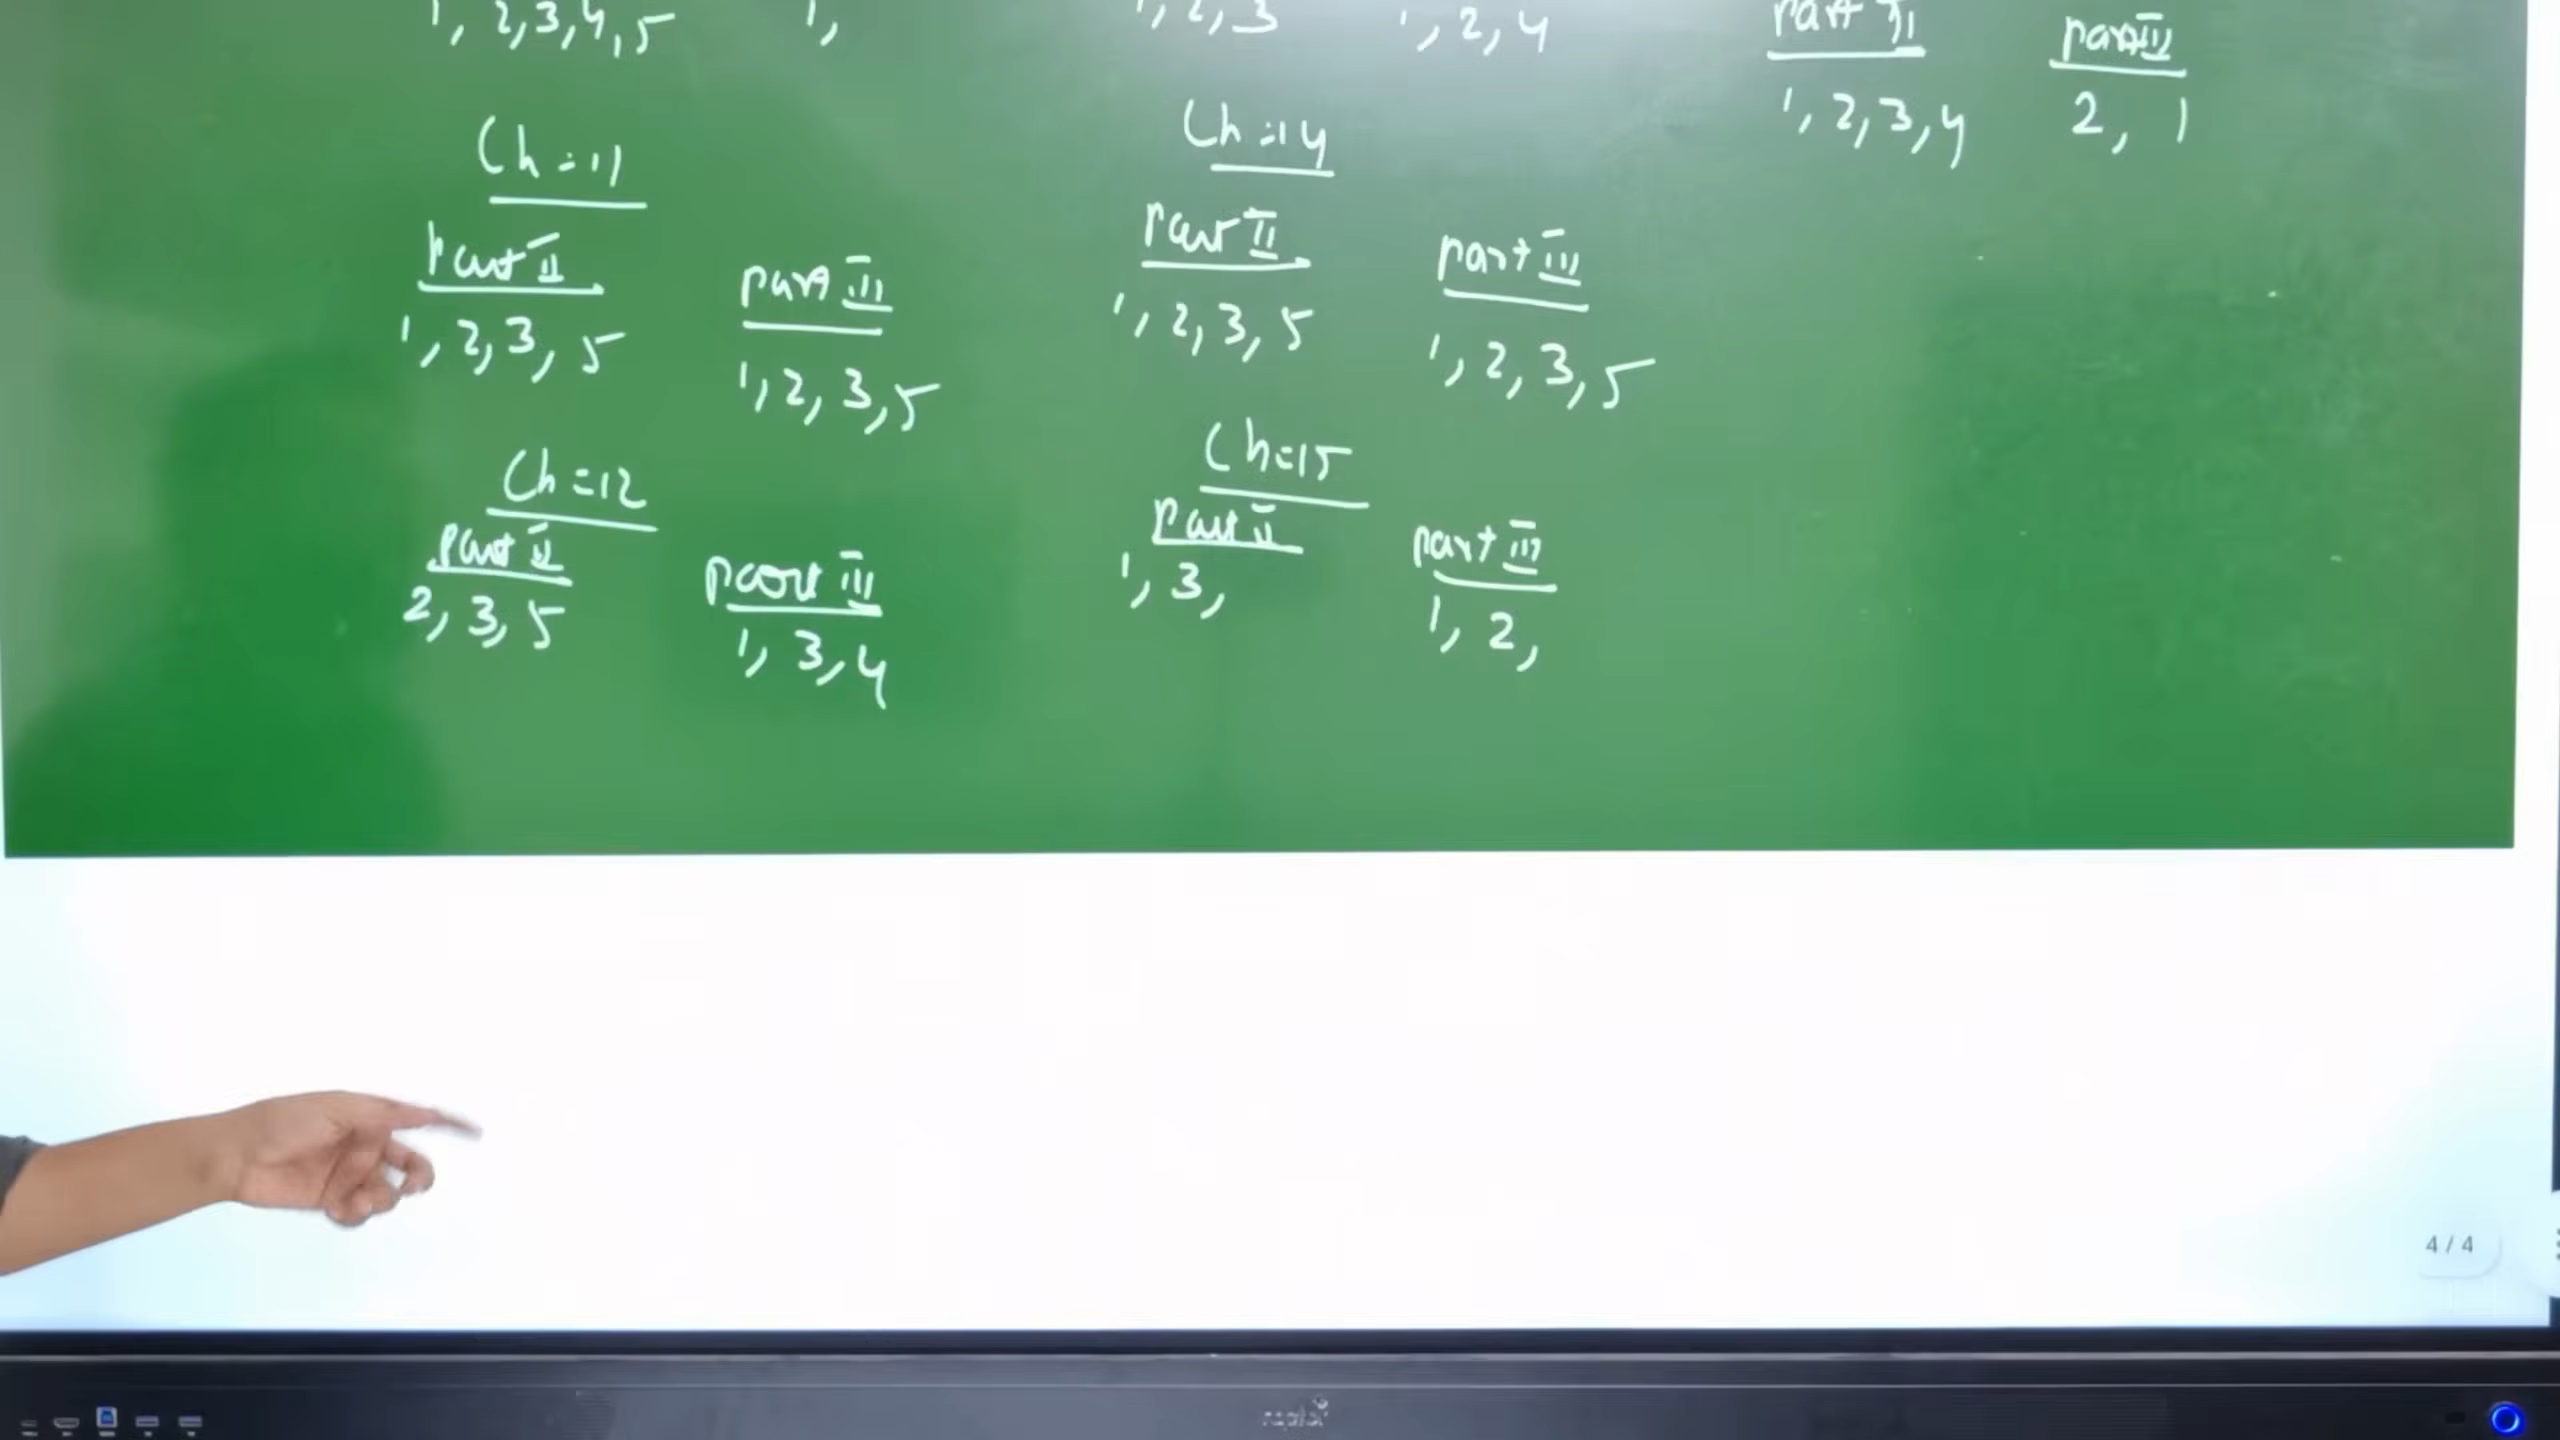 1, 2, 3, 4, 5
1,
1, 2, 3
1, 2, 4
Part II
1, 2, 3, 4
part III
2, 1
Ch = 11
Part II
1, 2, 3, 5
part III
1, 2, 3, 5
Ch = 12
Part II
2, 3, 5
part III
1, 3, 4
Ch = 14
Part II
1, 2, 3, 5
part III
1, 2, 3, 5
Ch = 15
Part II
1, 3,
part III
1, 2,
4 / 4